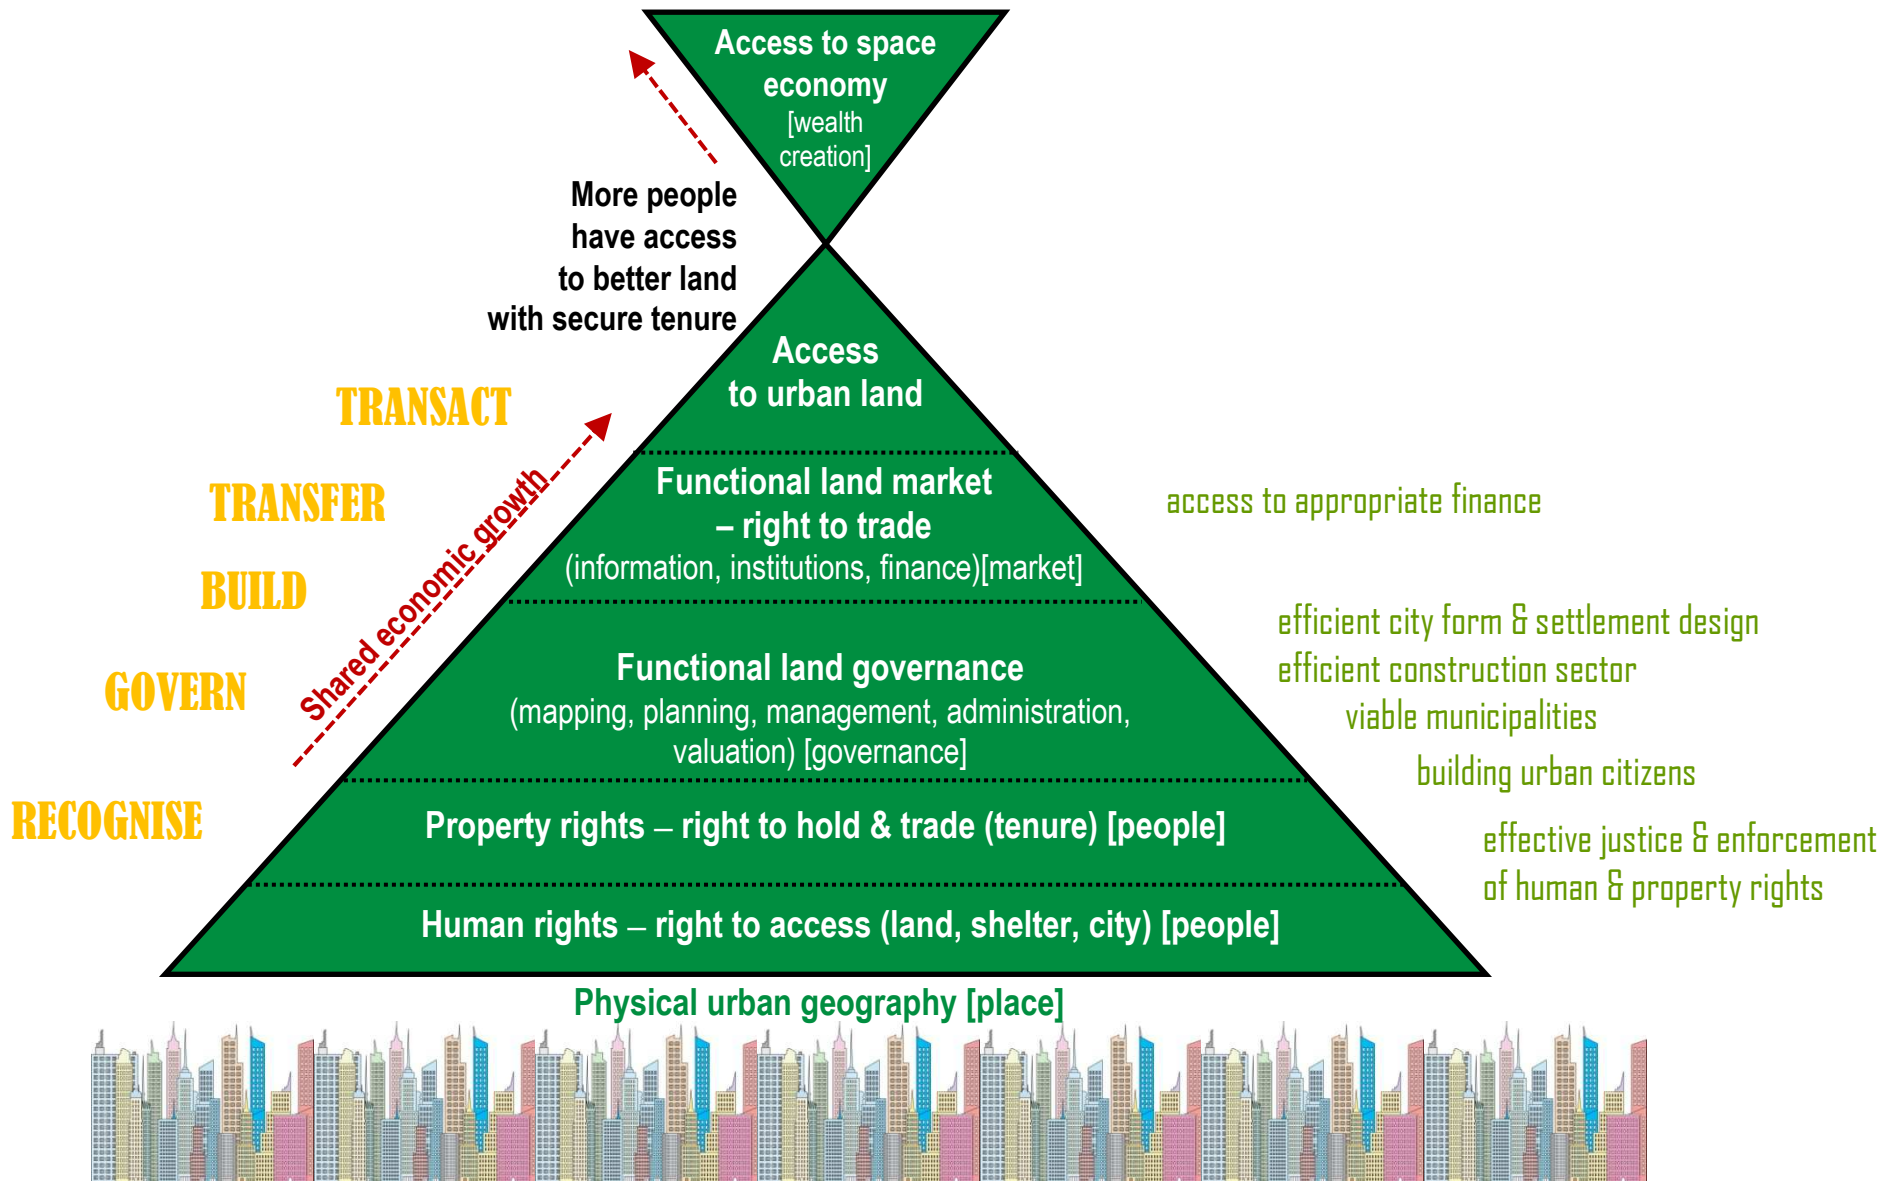 Access to space
economy
[wealth
creation]
More people
have access
to better land
with secure tenure
Access
to urban land
TRANSACT
TRANSFER
BUILD
GOVERN
RECOGNISE
Shared economic growth
Functional land market
– right to trade
(information, institutions, finance)[market]
Functional land governance
(mapping, planning, management, administration,
valuation) [governance]
Property rights – right to hold & trade (tenure) [people]
Human rights – right to access (land, shelter, city) [people]
access to appropriate finance
efficient city form & settlement design
efficient construction sector
viable municipalities
building urban citizens
effective justice & enforcement
of human & property rights
Physical urban geography [place]